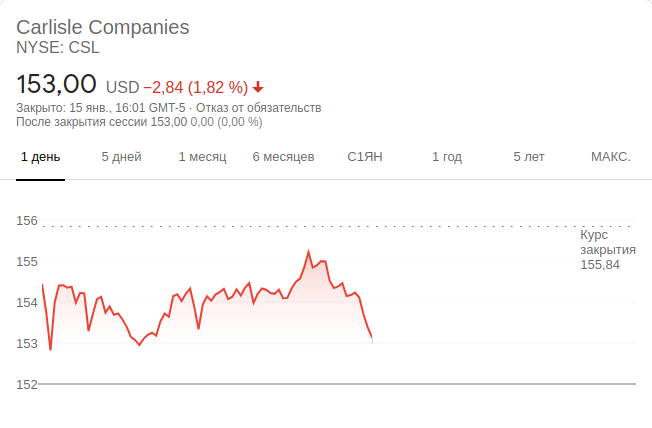 Carlisle Companies
NYSE: CSL
153,00 USD −2,84 (1,82 %)
Закрыто: 15 янв., 16:01 GMT-5 · Отказ от обязательств
После закрытия сессии 153,00 0,00 (0,00 %)
1 день 5 дней 1 месяц 6 месяцев С1ЯН 1 год 5 лет МАКС.
156
Курс
закрытия
155,84
155
154
153
152